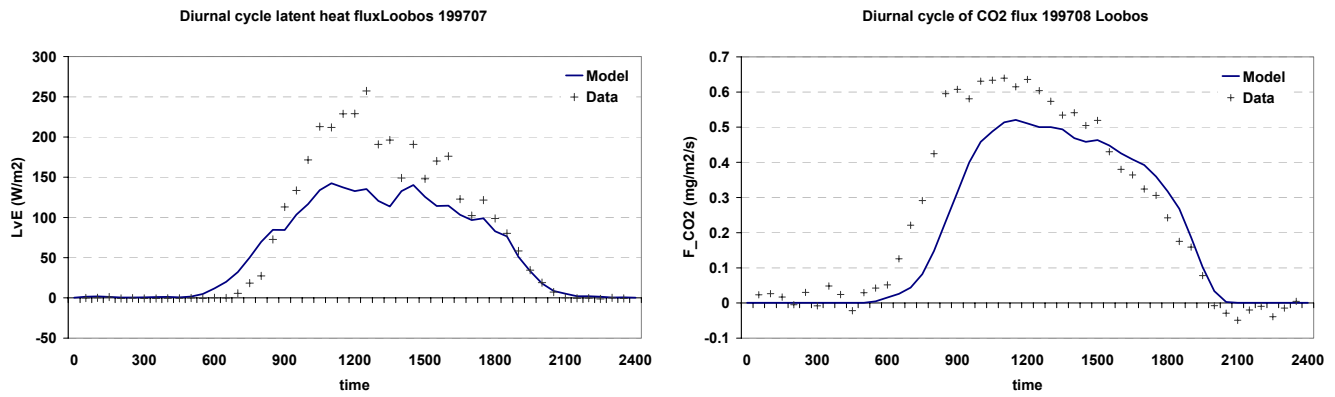 Diurnal cycle latent heat fluxLoobos 199707
300
250
200
150
100
50
0
-50
LvE (W/m2)
Model
Data
0 300 600 900 1200 1500 1800 2100 2400
time
Diurnal cycle of CO2 flux 199708 Loobos
0.7
0.6
0.5
0.4
0.3
0.2
0.1
0
-0.1
F_CO2 (mg/m2/s)
Model
Data
0 300 600 900 1200 1500 1800 2100 2400
time